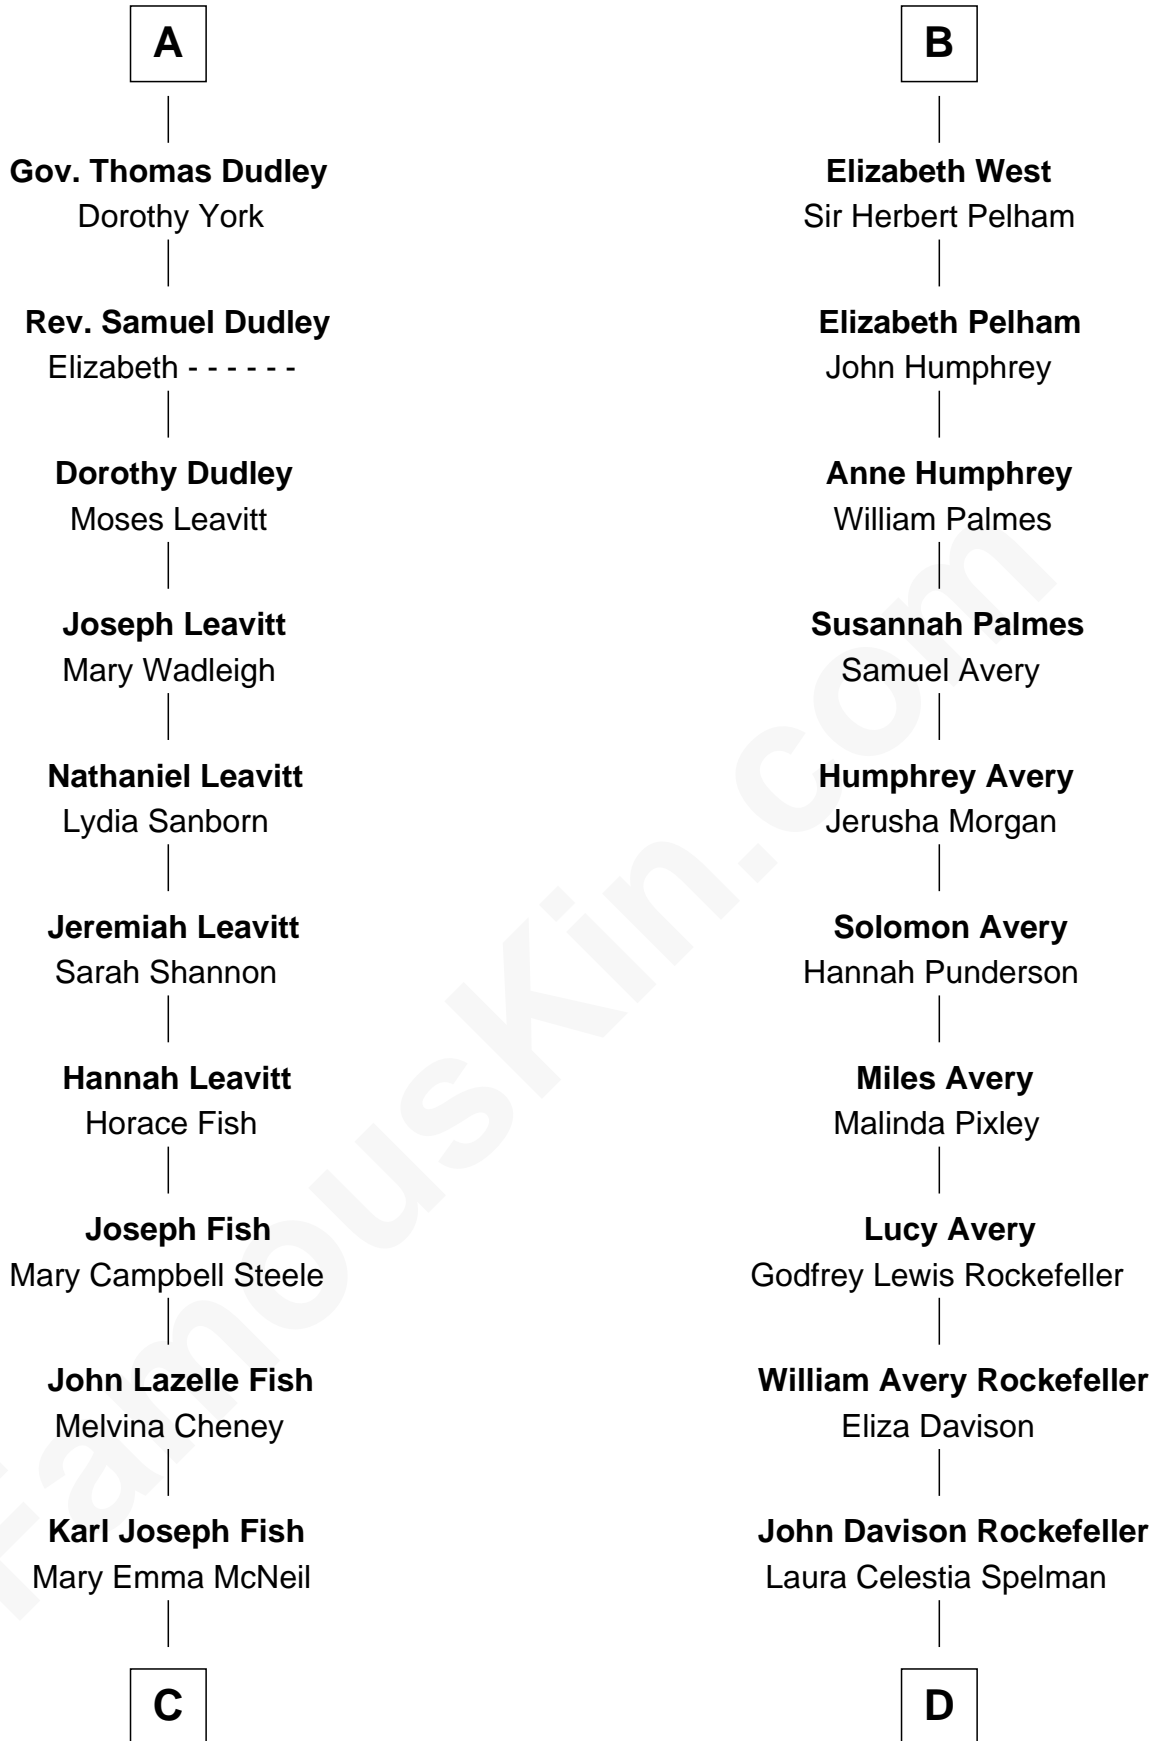 A
Gov. Thomas Dudley
Dorothy York
Rev. Samuel Dudley
Elizabeth - - - - - -
Dorothy Dudley
Moses Leavitt
Joseph Leavitt
Mary Wadleigh
Nathaniel Leavitt
Lydia Sanborn
Jeremiah Leavitt
Sarah Shannon
Hannah Leavitt
Horace Fish
Joseph Fish
Mary Campbell Steele
John Lazelle Fish
Melvina Cheney
Karl Joseph Fish
Mary Emma McNeil
C
B
Elizabeth West
Sir Herbert Pelham
Elizabeth Pelham
John Humphrey
Anne Humphrey
William Palmes
Susannah Palmes
Samuel Avery
Humphrey Avery
Jerusha Morgan
Solomon Avery
Hannah Punderson
Miles Avery
Malinda Pixley
Lucy Avery
Godfrey Lewis Rockefeller
William Avery Rockefeller
Eliza Davison
John Davison Rockefeller
Laura Celestia Spelman
D
FamousKin.com